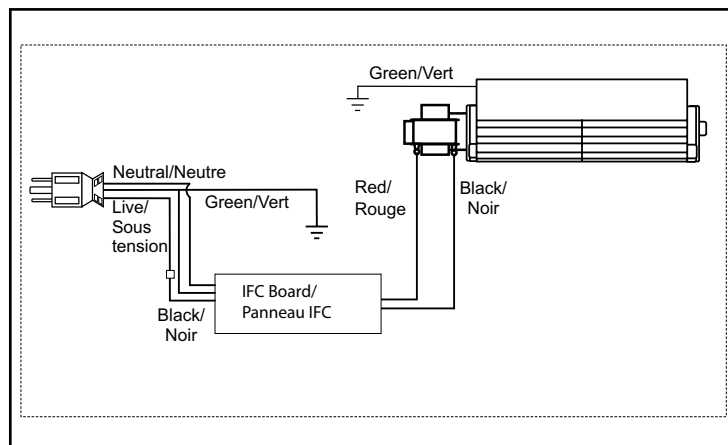 Green/Vert
Neutral/Neutre
Green/Vert
Live/
Sous
tension
Red/
Rouge
Black/
Noir
IFC Board/
Panneau IFC
Black/
Noir